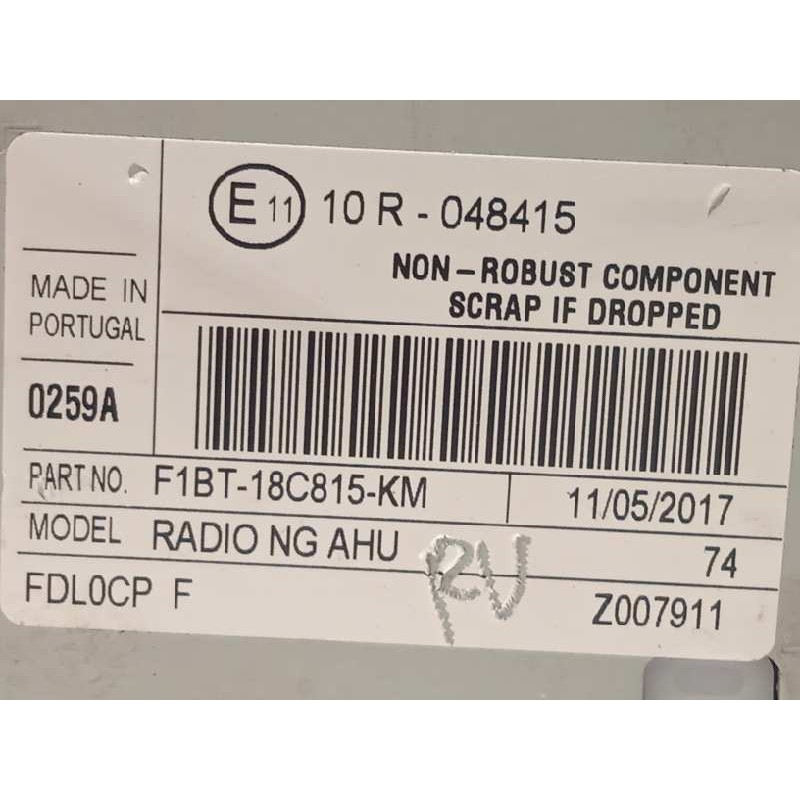 E 11 10 R - 048415
NON-ROBUST COMPONENT
SCRAP IF DROPPED
MADE IN
PORTUGAL
0259A
PART NO. F1BT-18C815-KM 11/05/2017
MODEL RADIO NG AHU 74
FDL0CP F Z007911